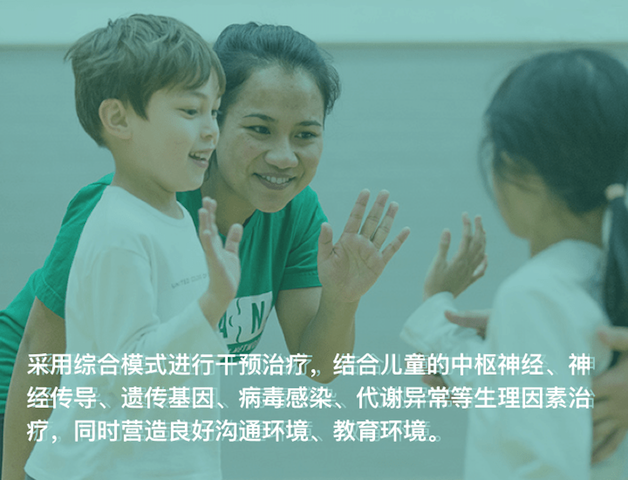 采用综合模式进行干预治疗，结合儿童的中枢神经、神
经传导、遗传基因、病毒感染、代谢异常等生理因素治
疗，同时营造良好沟通环境、教育环境。